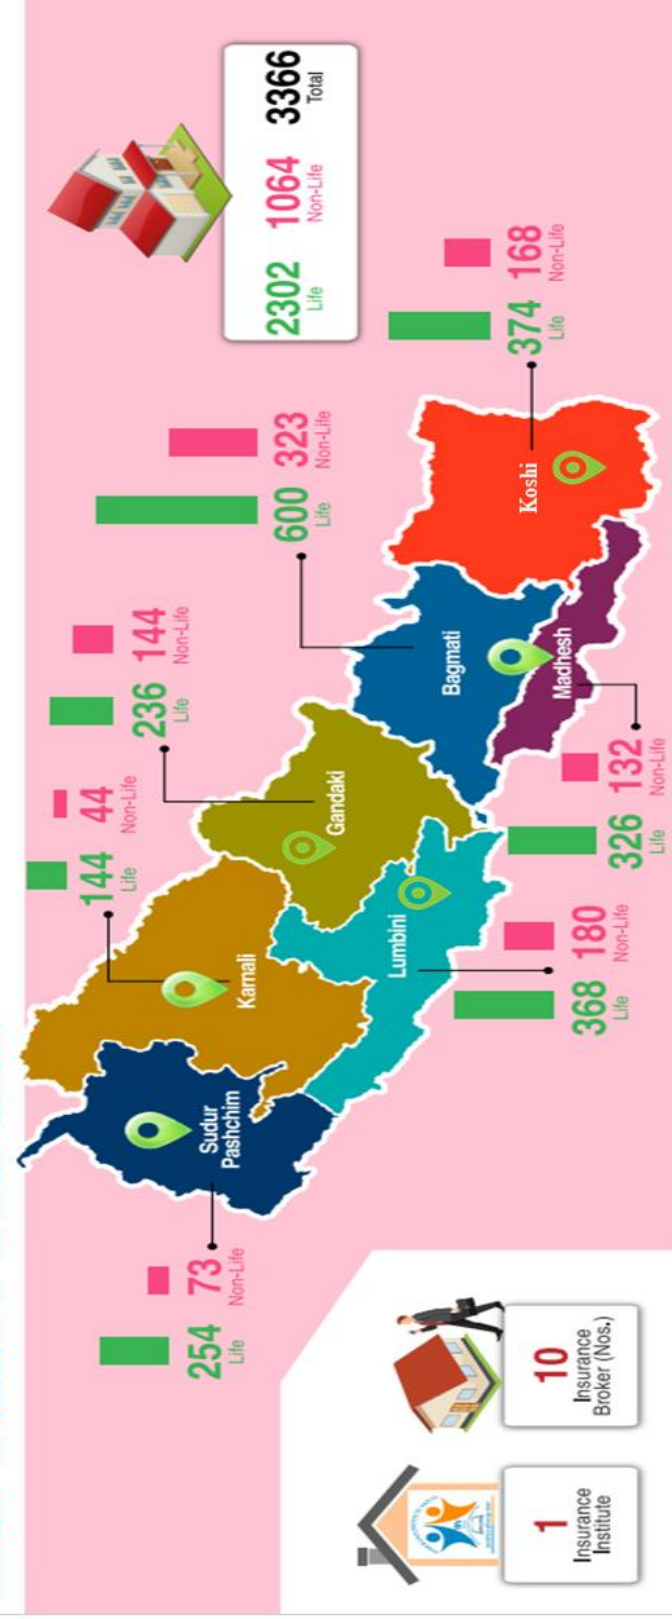 2302
Life
1064
Non-Life
3366
Total
254
Life
73
Non-Life
Sudur
Pashchim
144
Life
44
Non-Life
Karnali
236
Life
144
Non-Life
Gandaki
600
Life
323
Non-Life
Bagmati
374
Life
168
Non-Life
Koshi
368
Life
180
Non-Life
Lumbini
326
Life
132
Non-Life
Madhesh
1
Insurance
Institute
10
Insurance
Broker (Nos.)